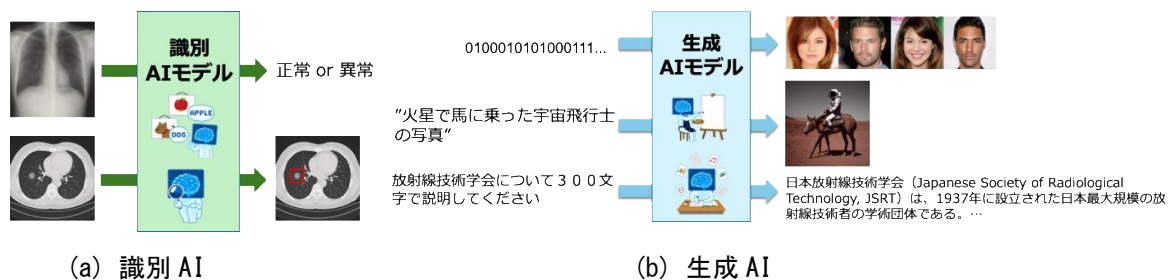 識別
AIモデル
APPLE
DOG
正常 or 異常
(a) 識別 AI
0100010101000111...
”火星で馬に乗った宇宙飛行士
の写真”
放射線技術学会について３００文
字で説明してください
生成
AIモデル
日本放射線技術学会（Japanese Society of Radiological
Technology, JSRT）は、1937年に設立された日本最大規模の放
射線技術者の学術団体である。…
(b) 生成 AI